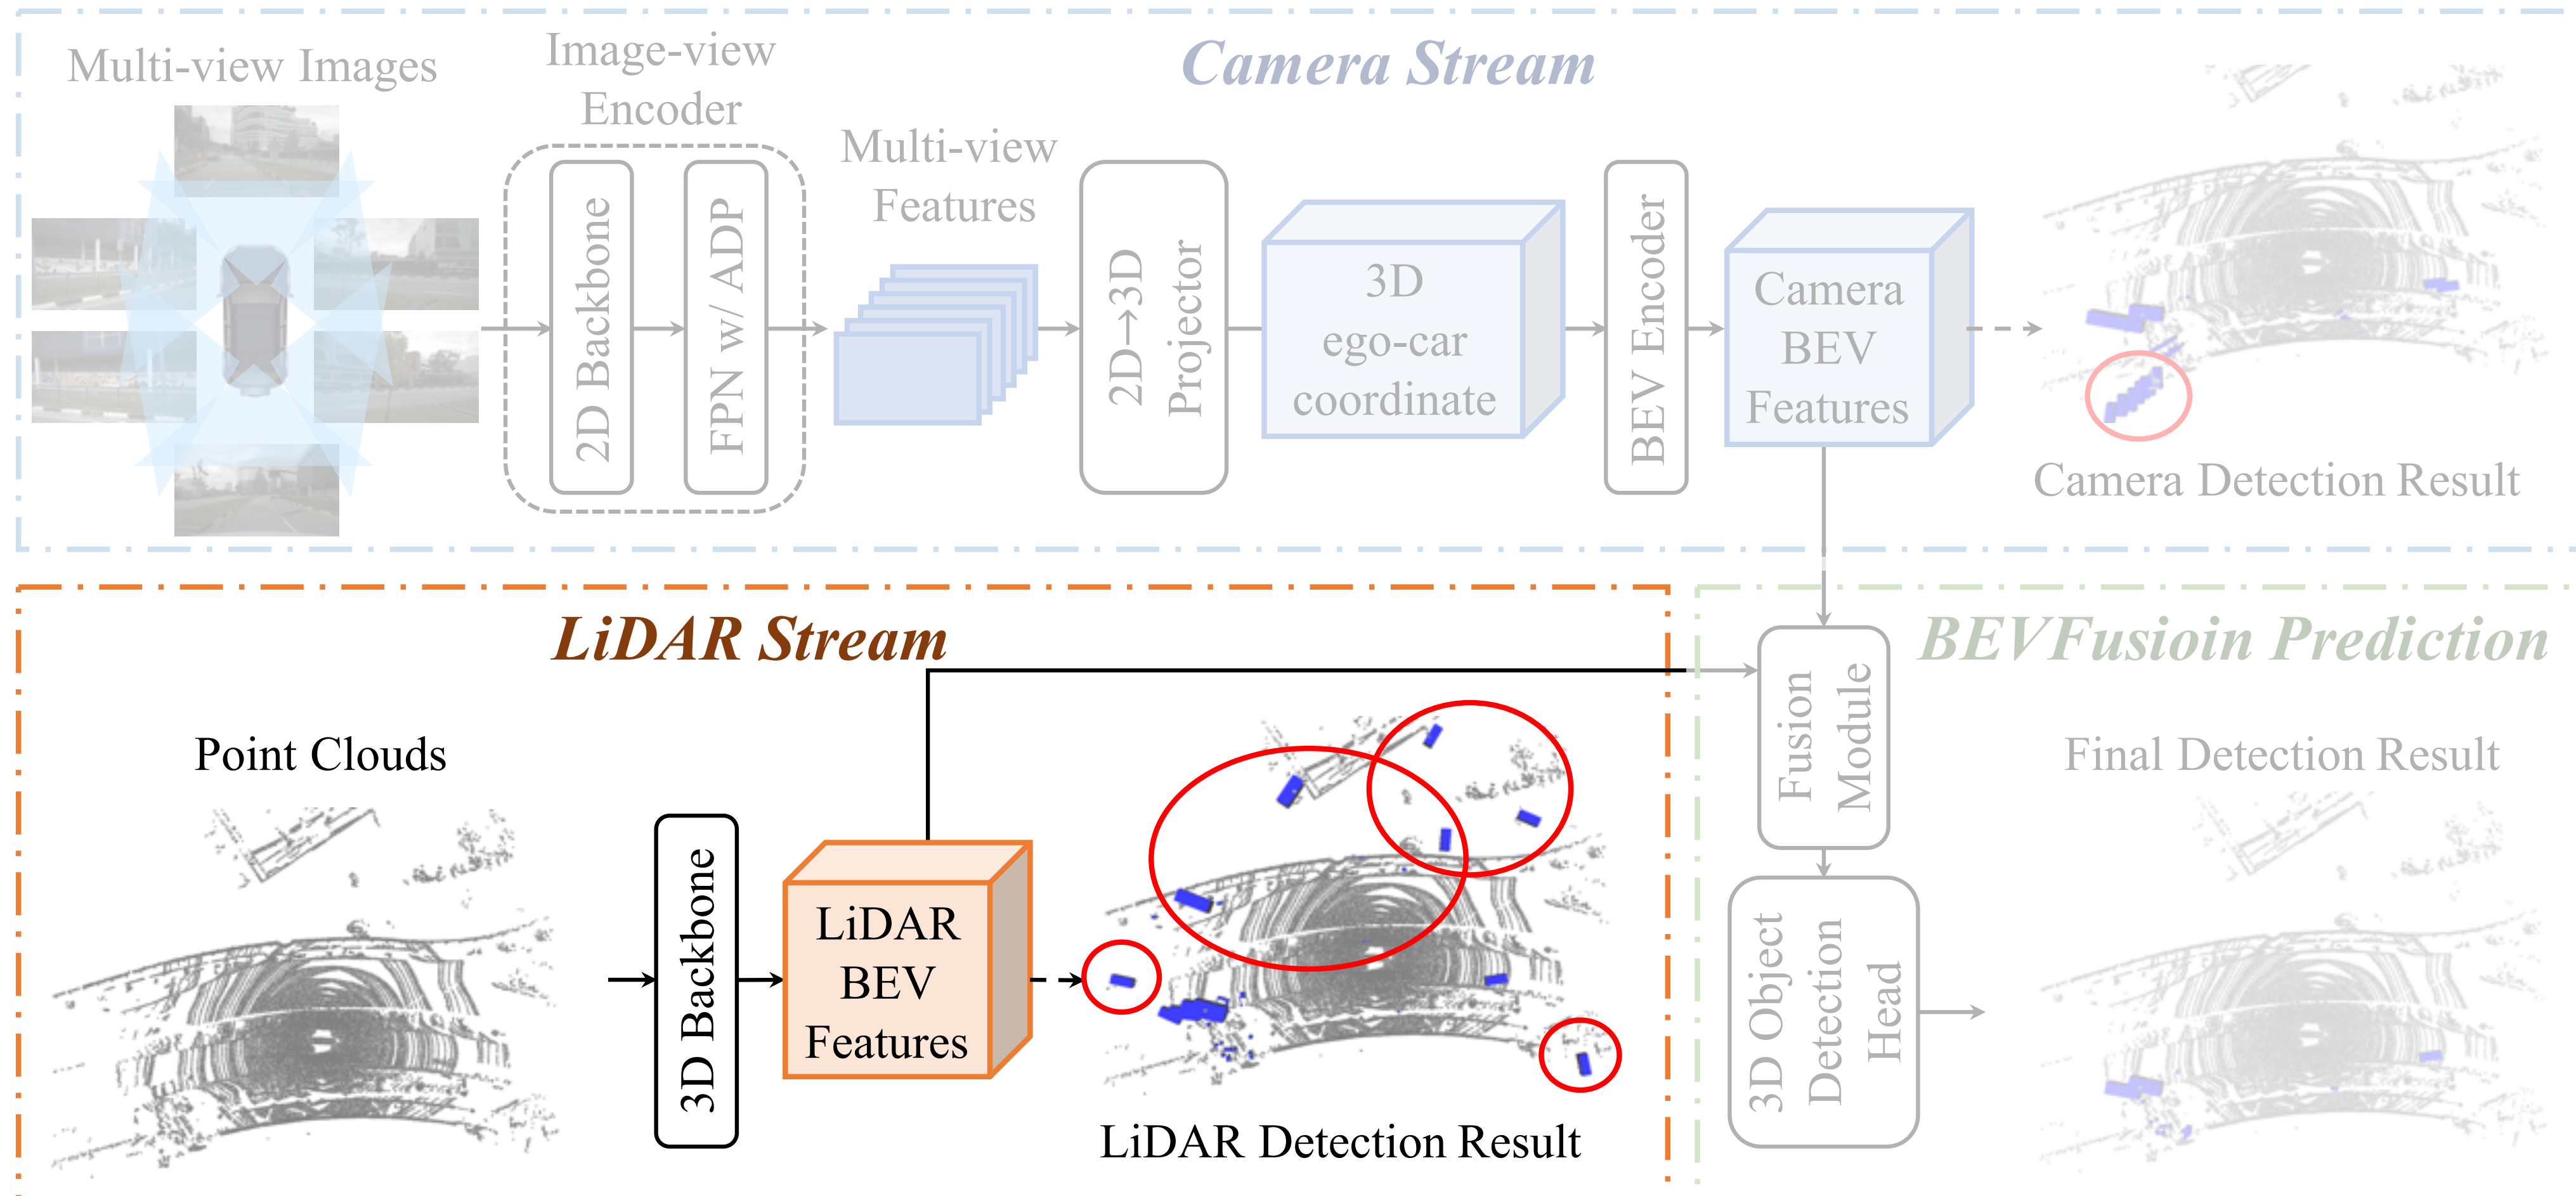 Camera Stream
Multi-view Images
Image-view
Encoder
2D Backbone
FPN w/ ADP
Multi-view
Features
2D→3D
Projector
3D
ego-car
coordinate
BEV Encoder
Camera
BEV
Features
Camera Detection Result
LiDAR Stream
Point Clouds
3D Backbone
LiDAR
BEV
Features
LiDAR Detection Result
BEVFusioin Prediction
Fusion
Module
3D Object
Detection
Head
Final Detection Result